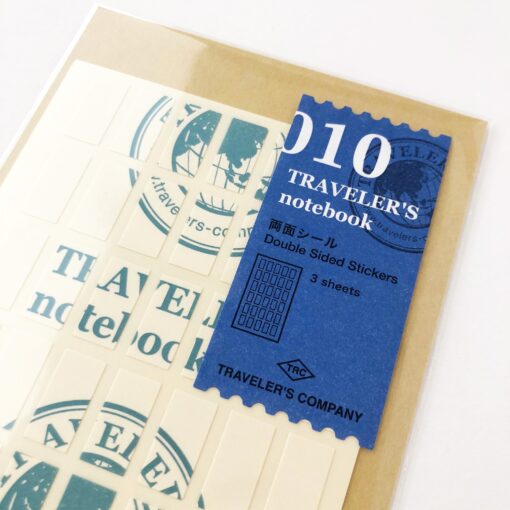 010
TRAVELER'S
notebook
両面シール
Double Sided Stickers
3 sheets
TRC
TRAVELER'S COMPANY
TRAVELER'S
notebook